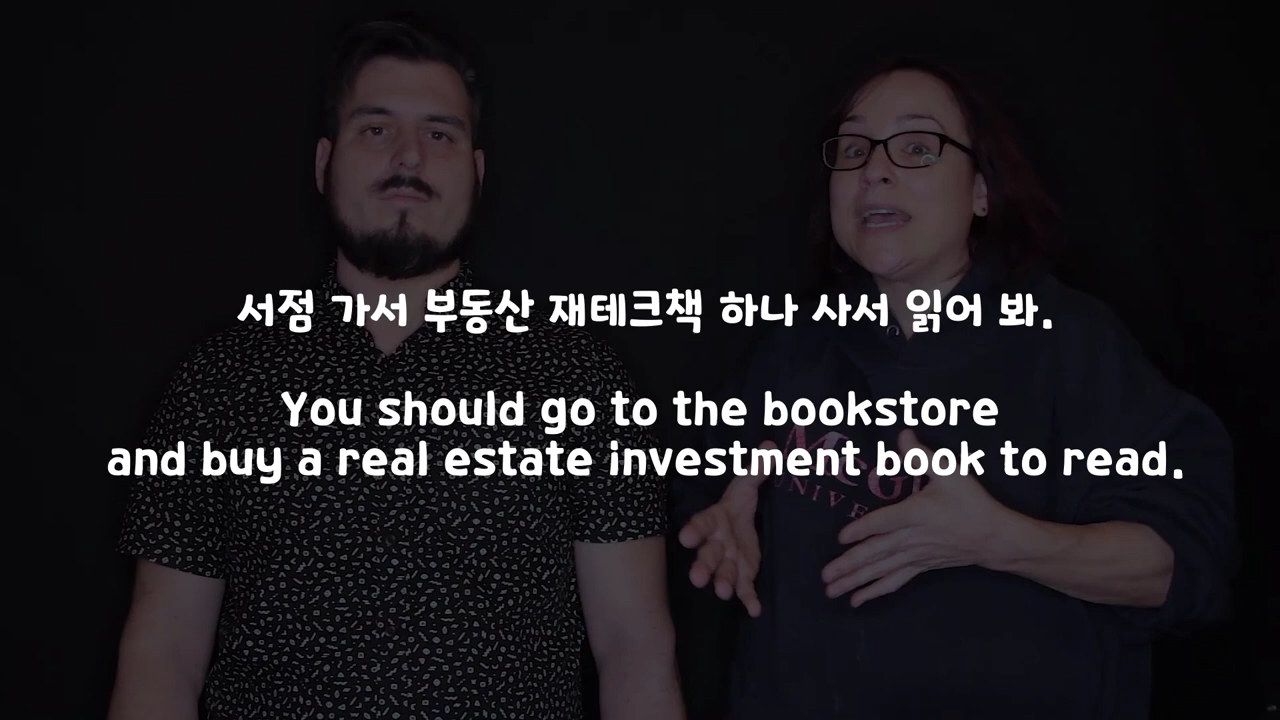 서점 가서 부동산 재테크책 하나 사서 읽어 봐.
You should go to the bookstore
and buy a real estate investment book to read.